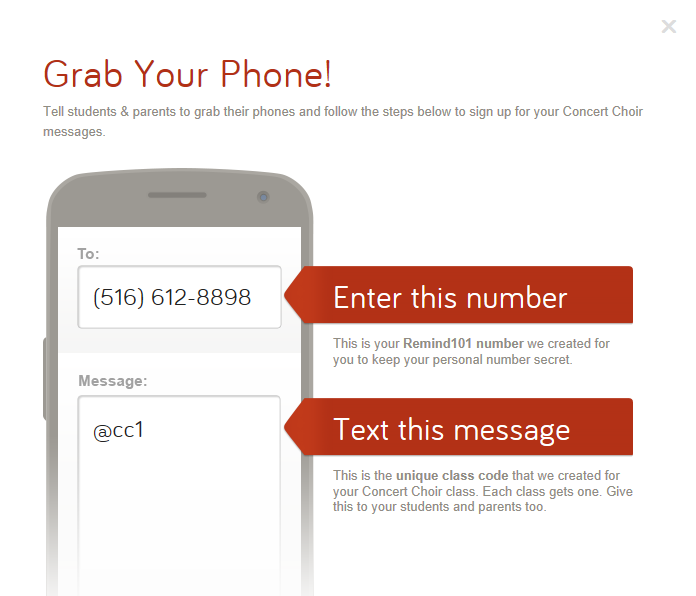 Grab Your Phone!
Tell students & parents to grab their phones and follow the steps below to sign up for your Concert Choir
messages.
To:
(516) 612-8898
Enter this number
This is your Remind101 number we created for
you to keep your personal number secret.
Message:
@cc1
Text this message
This is the unique class code that we created for
your Concert Choir class. Each class gets one. Give
this to your students and parents too.